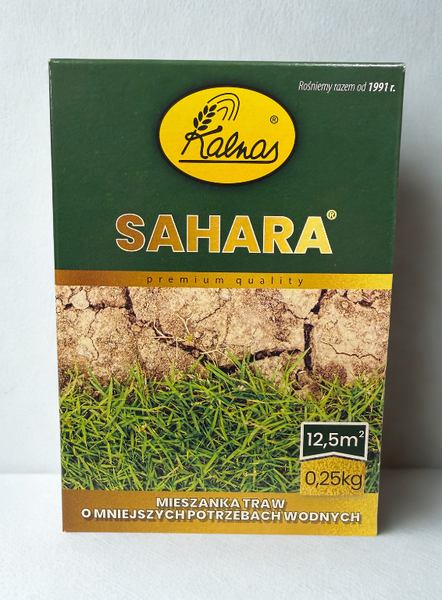 Rośniemy razem od 1991 r.
Kalnas®
SAHARA®
premium quality
12,5m²
0,25kg
MIESZANKA TRAW
O MNIEJSZYCH POTRZEBACH WODNYCH